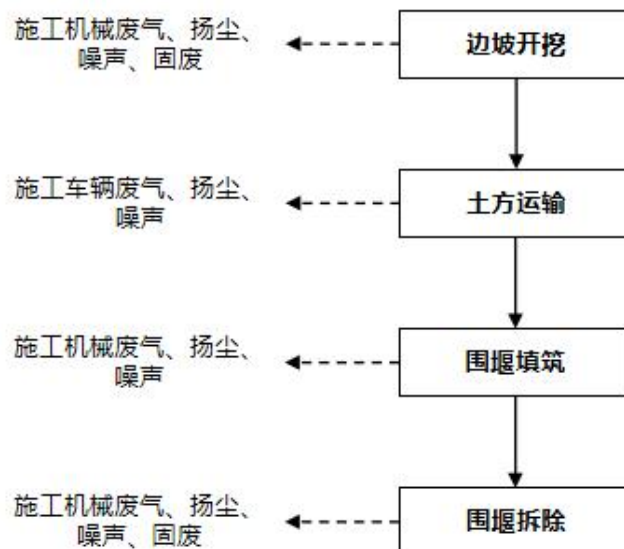 施工机械废气、扬尘、
噪声、固废
边坡开挖
施工车辆废气、扬尘、
噪声
土方运输
施工机械废气、扬尘、
噪声
围堰填筑
施工机械废气、扬尘、
噪声、固废
围堰拆除